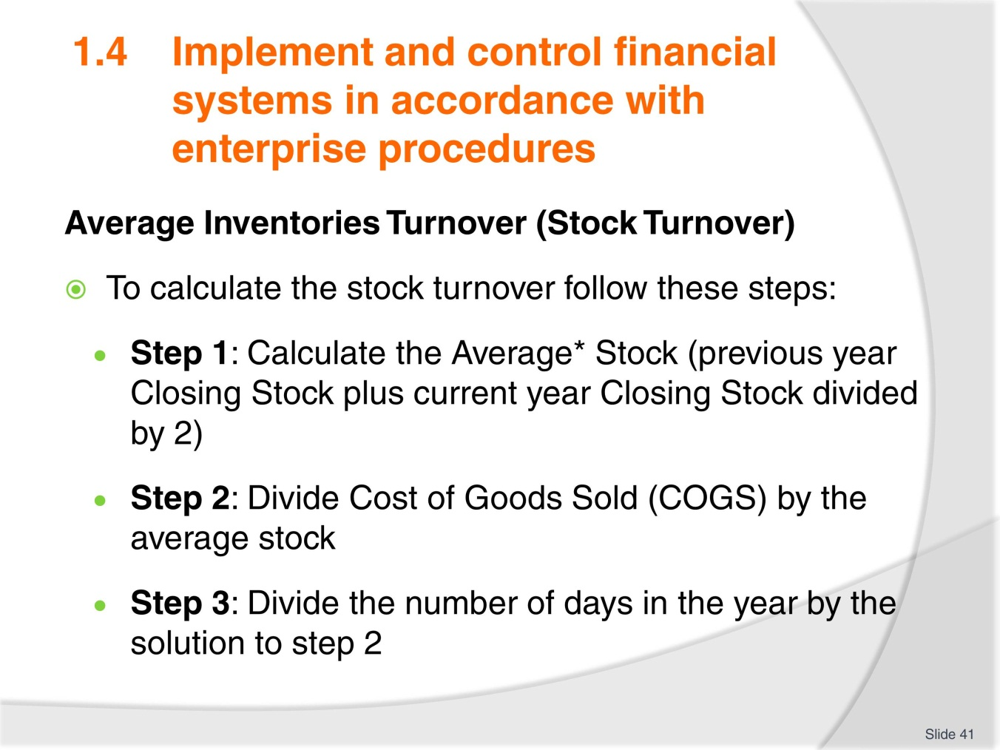 1.4 Implement and control financial
systems in accordance with
enterprise procedures
Average Inventories Turnover (Stock Turnover)
To calculate the stock turnover follow these steps:
Step 1: Calculate the Average* Stock (previous year
Closing Stock plus current year Closing Stock divided
by 2)
Step 2: Divide Cost of Goods Sold (COGS) by the
average stock
Step 3: Divide the number of days in the year by the
solution to step 2
Slide 41